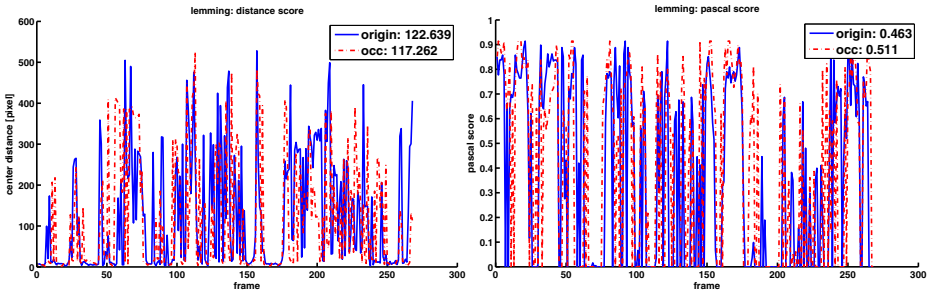 lemming: distance score
600
500
400
300
200
100
0
center distance [pixel]
origin: 122.639
occ: 117.262
0 50 100 150 200 250 300
frame
lemming: pascal score
1
0.9
0.8
0.7
0.6
0.5
0.4
0.3
0.2
0.1
0
pascal score
origin: 0.463
occ: 0.511
0 50 100 150 200 250 300
frame